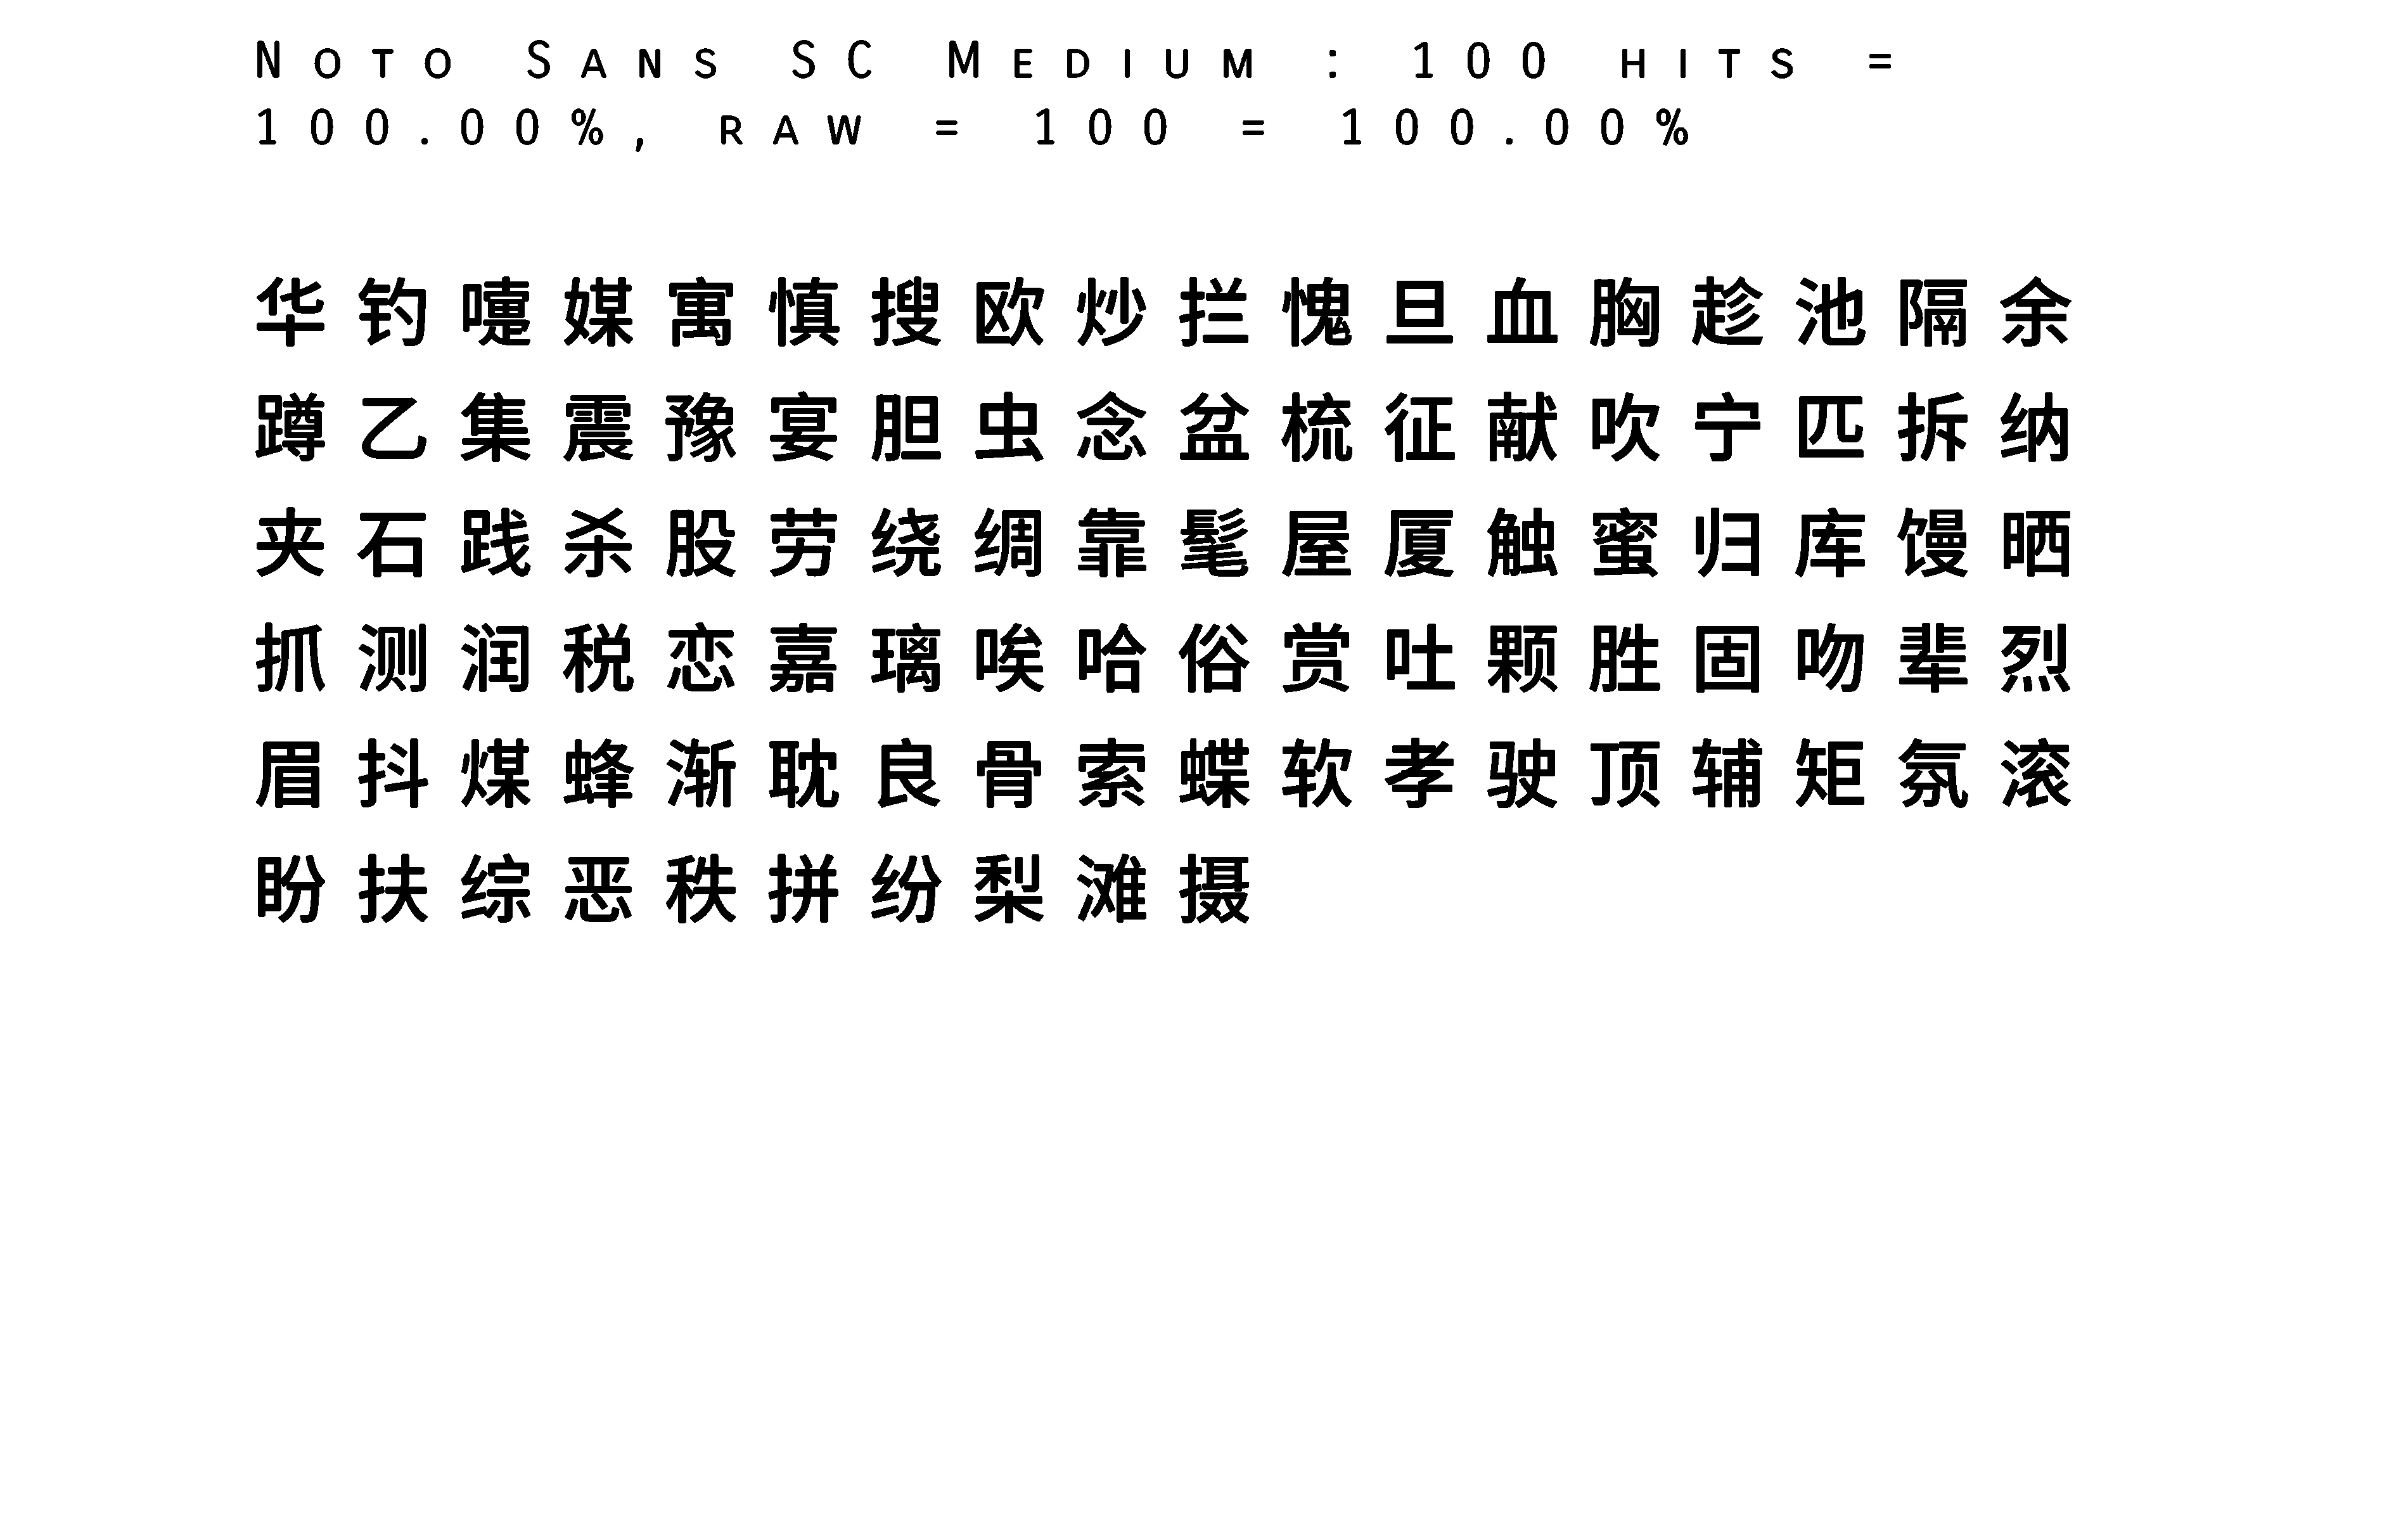 Noto Sans SC Medium : 100 hits =
100.00%, raw = 100 = 100.00%
华钓嚏媒寓慎搜欧炒拦愧旦血胸趁池隔余
蹲乙集震豫宴胆虫念盆梳征献吹宁匹拆纳
夹石践杀股劳绕绸靠髦屋厦触蜜归库馒晒
抓测润税恋嘉璃唉哈俗赏吐颗胜固吻辈烈
眉抖煤蜂渐耽良骨索蝶软孝驶顶辅矩氛滚
盼扶综恶秩拼纷梨滩摄